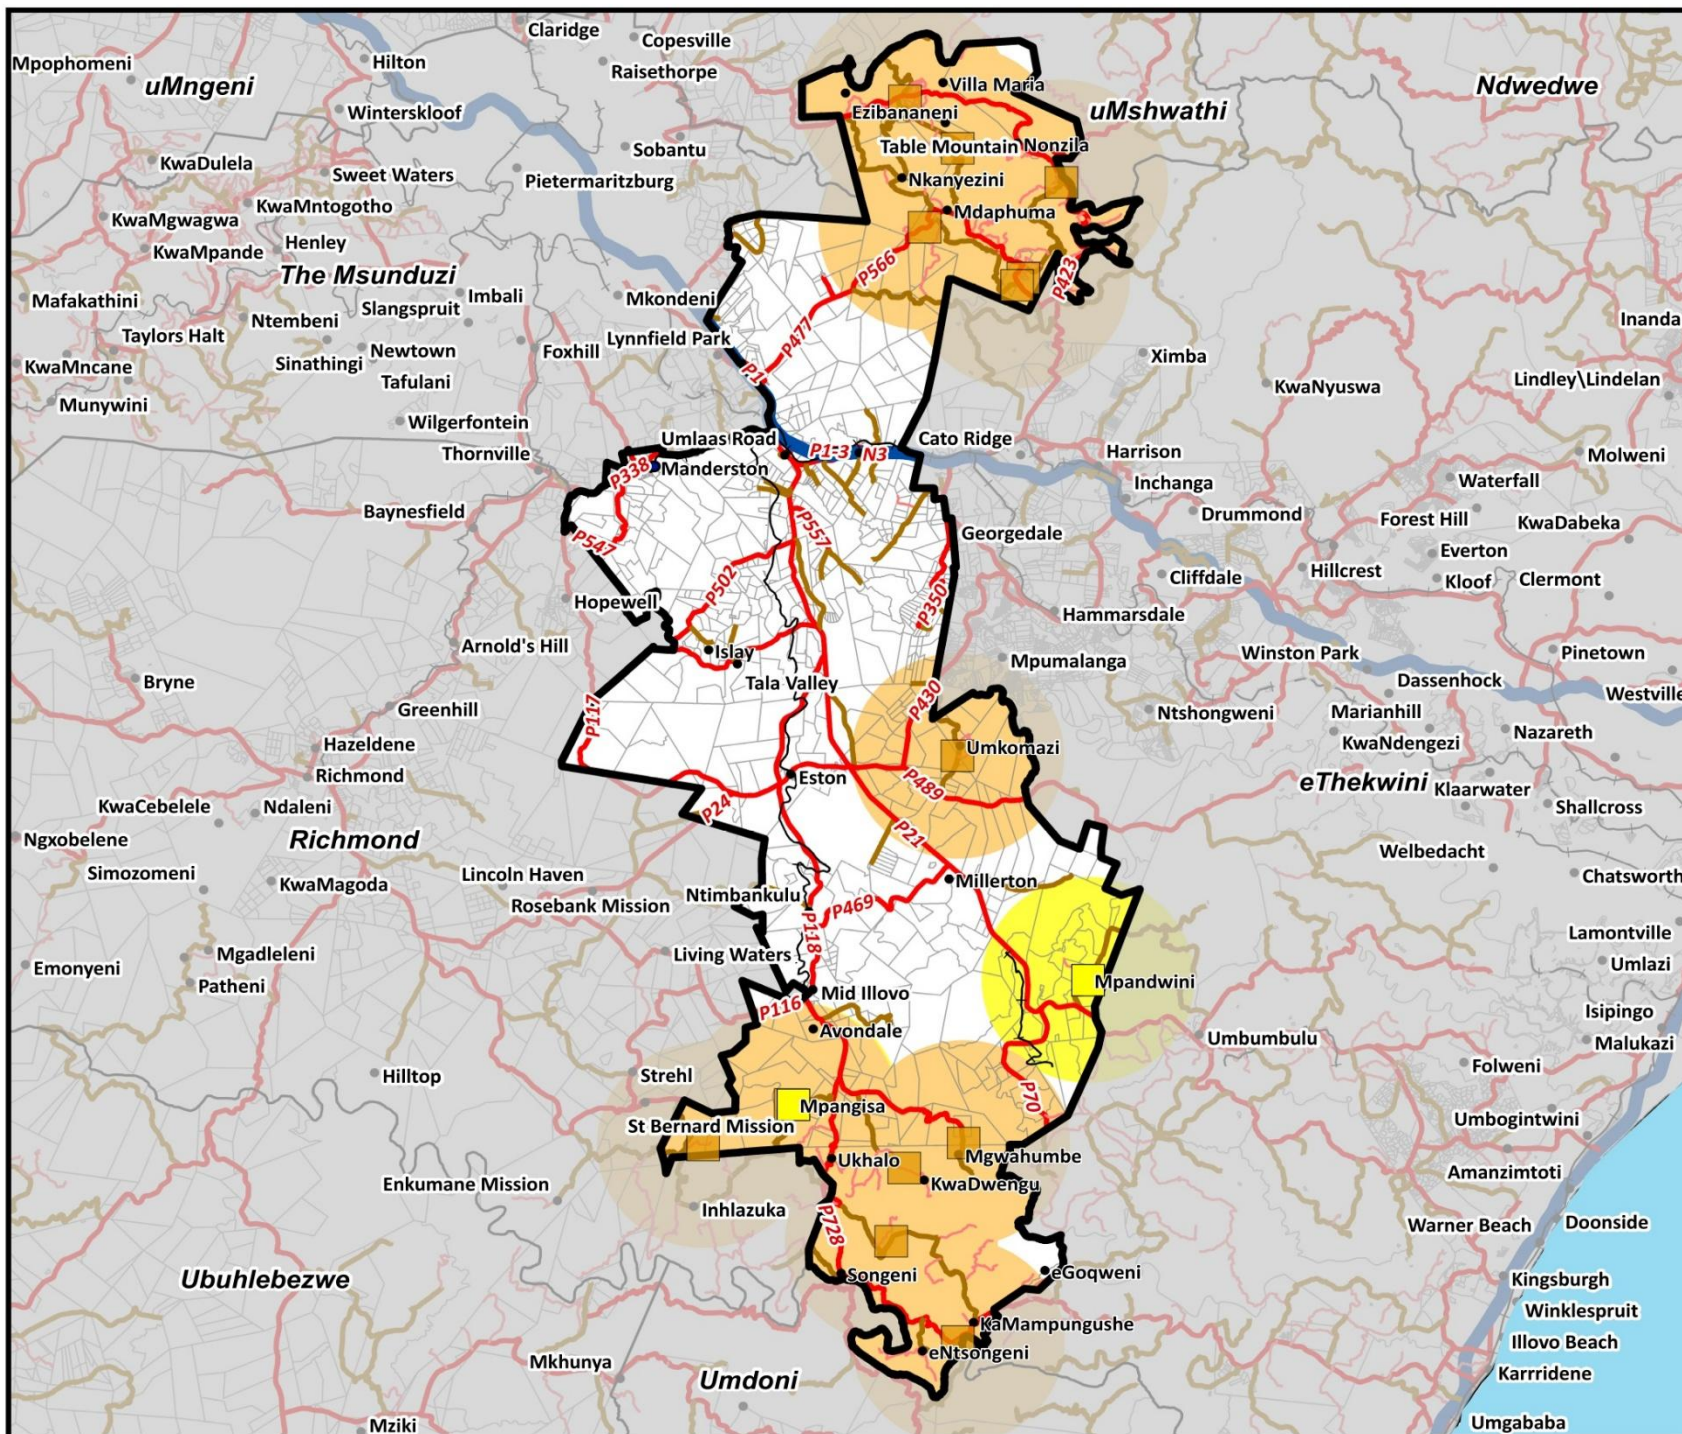 Claridge
Copesville
Mpophomeni
Hilton
Raisethorpe
uMngeni
Villa Maria
Ndwedwe
Winterskloof
Ezibananeni
uMshwathi
Sobantu
Table Mountain
Nonzila
KwaDulela
Sweet Waters
Pietermaritzburg
Nkanyezini
KwaMntogotho
KwaMgwagwa
Mdaphuma
Henley
KwaMpande
The Msunduzi
P566
P423
Mafakathini
Imbali
Mkondeni
Slangspruit
Ntembeni
Inanda
Taylors Halt
Lynnfield Park
P477
Newtown
Foxhill
Ximba
Sinathingi
KwaMncane
P1
Tafulani
KwaNyuswa
Lindley\Lindelan
Munywini
Wilgerfontein
Umlaas Road
P1-3
N3
Cato Ridge
Thornville
Harrison
Molweni
P338
Manderston
Inchanga
Waterfall
Baynesfield
Drummond
Forest Hill
KwaDabeka
P557
Georgedale
P547
Everton
Cliffdale
Hillcrest
Kloof
Clermont
P502
Hopewell
P350
Hammarsdale
Arnold's Hill
Islay
Mpumalanga
Winston Park
Pinetown
Bryne
Tala Valley
Dassenhock
Westville
P430
Greenhill
P117
Ntshongweni
Marianhill
Nazareth
Hazeldene
Umkomazi
KwaNdengezi
Richmond
Eston
P489
eThekwini
Klaarwater
KwaCebelele
Ndaleni
P24
Shallcross
Ngxobelene
Richmond
P21
Welbedacht
Simozomeni
Lincoln Haven
KwaMagoda
Millerton
Chatsworth
Ntimbankulu
Rosebank Mission
P469
P118
Lamontville
Mgadleleni
Living Waters
Emonyeni
Umlazi
Patheni
Mpandwini
Mid Illovo
P116
Isipingo
Avondale
Umbumbulu
Malukazi
Folweni
Hilltop
Strehl
P70
Mpangisa
Umbogintwini
St Bernard Mission
Ukhalo
Mgwahumbe
Amanzimtoti
Enkumane Mission
KwaDwengu
Inhlazuka
P728
Warner Beach
Doonside
Ubuhlebezwe
Songeni
eGoqweni
Kingsburgh
Winklespruit
KaMampungushe
Illovo Beach
eNtsongeni
Mkhunya
Umdoni
Karrridene
Mziki
Umgababa